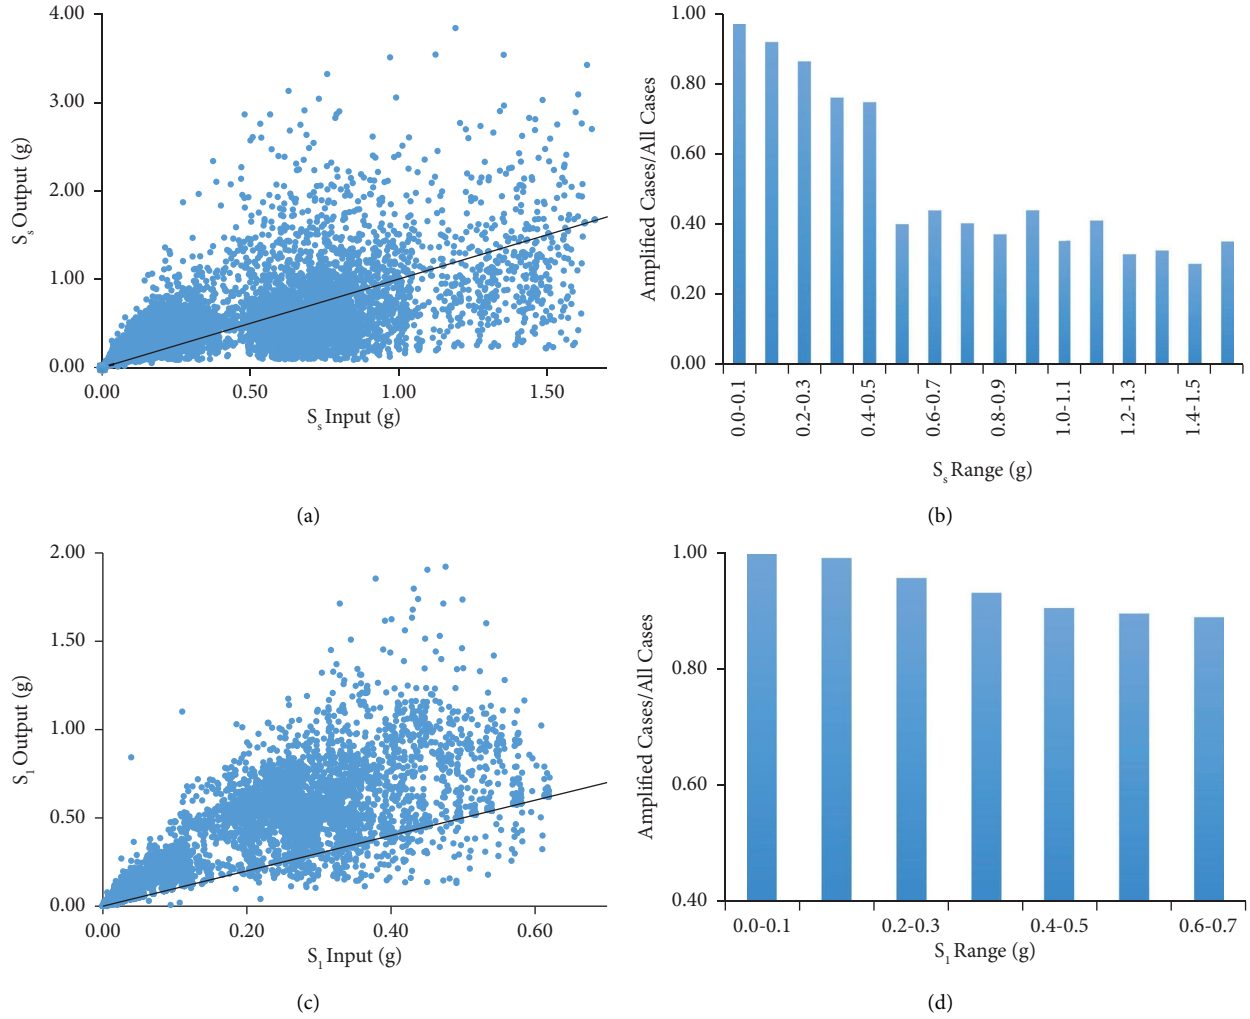 4.00
3.00
2.00
1.00
0.00
Ss Output (g)
0.00 0.50 1.00 1.50
Ss Input (g)
(a)
1.00
0.80
0.60
0.40
0.20
0.00
Amplified Cases/All Cases
0.0-0.1 0.2-0.3 0.4-0.5 0.6-0.7 0.8-0.9 1.0-1.1 1.2-1.3 1.4-1.5
Ss Range (g)
(b)
2.00
1.50
1.00
0.50
0.00
S1 Output (g)
0.00 0.20 0.40 0.60
S1 Input (g)
(c)
1.00
0.80
0.60
0.40
Amplified Cases/All Cases
0.0-0.1 0.2-0.3 0.4-0.5 0.6-0.7
S1 Range (g)
(d)